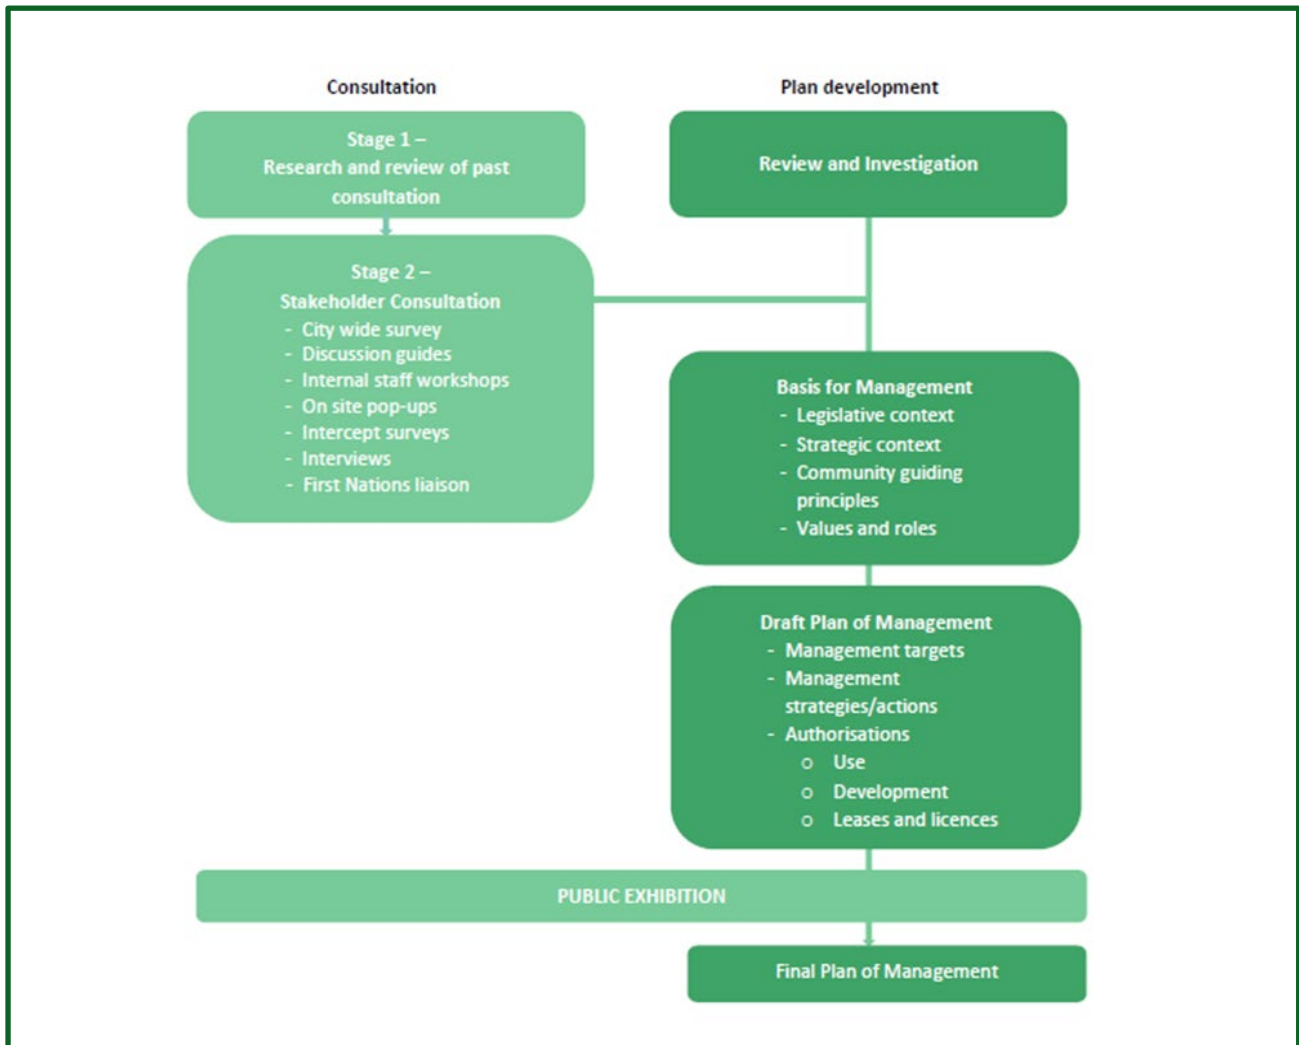 Consultation
Stage 1 –
Research and review of past
consultation
Stage 2 –
Stakeholder Consultation
- City wide survey
- Discussion guides
- Internal staff workshops
- On site pop-ups
- Intercept surveys
- Interviews
- First Nations liaison
Plan development
Review and Investigation
Basis for Management
- Legislative context
- Strategic context
- Community guiding
principles
- Values and roles
Draft Plan of Management
- Management targets
- Management
strategies/actions
- Authorisations
o Use
o Development
o Leases and licences
PUBLIC EXHIBITION
Final Plan of Management